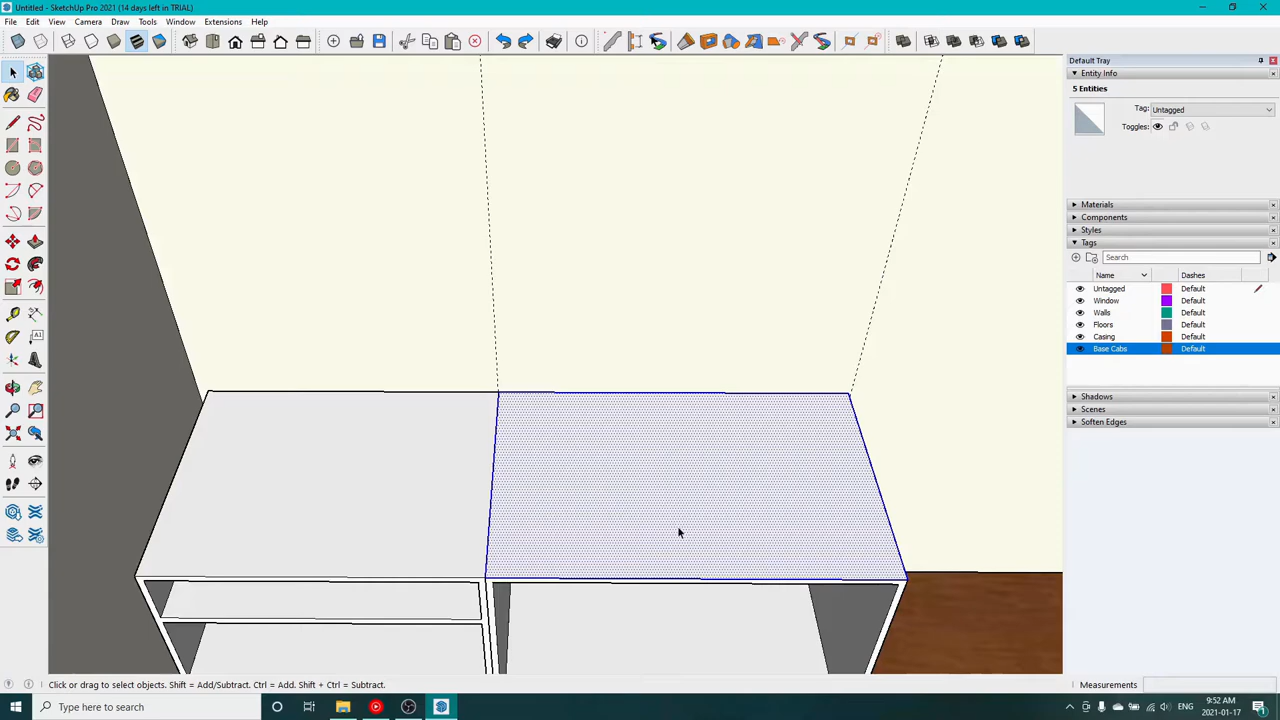 Untitled - SketchUp Pro 2021 (14 days left in TRIAL)
File Edit View Camera Draw Tools Window Extensions Help
Default Tray
Entity Info
5 Entities
Tag: Untagged
Toggles:
Materials
Components
Styles
Tags
Search
Name Dashes
Untagged Default
Window Default
Walls Default
Floors Default
Casing Default
Base Cabs Default
Shadows
Scenes
Soften Edges
Click or drag to select objects. Shift = Add/Subtract. Ctrl = Add. Shift + Ctrl = Subtract.
Measurements
Type here to search
ENG
9:52 AM
2021-01-17